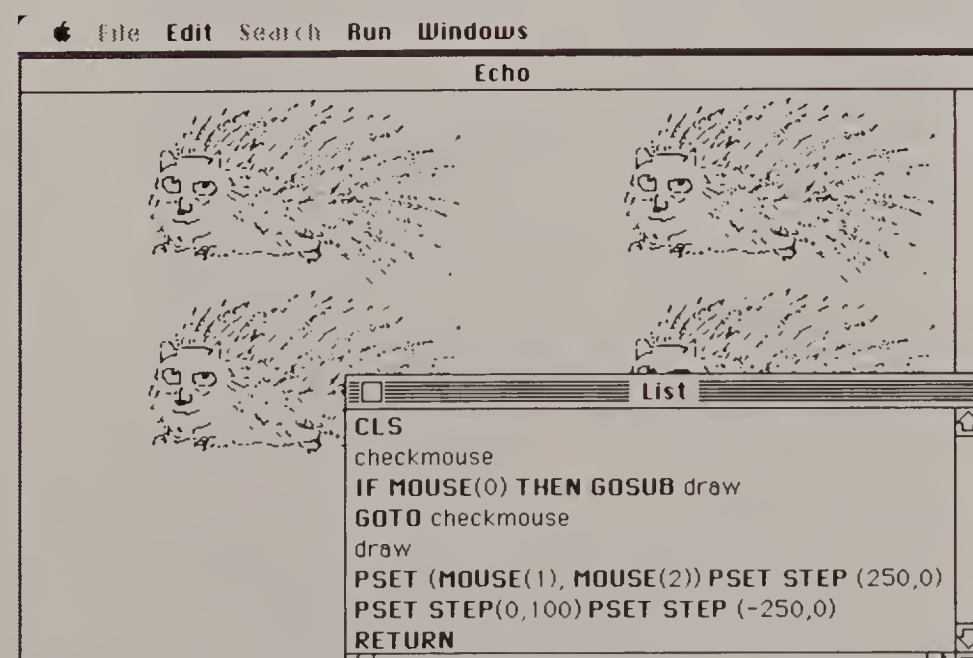 File Edit Search Run Windows
Echo
List
CLS
checkmouse
IF MOUSE(0) THEN GOSUB draw
GOTO checkmouse
draw
PSET (MOUSE(1), MOUSE(2)) PSET STEP (250,0)
PSET STEP(0,100) PSET STEP (-250,0)
RETURN